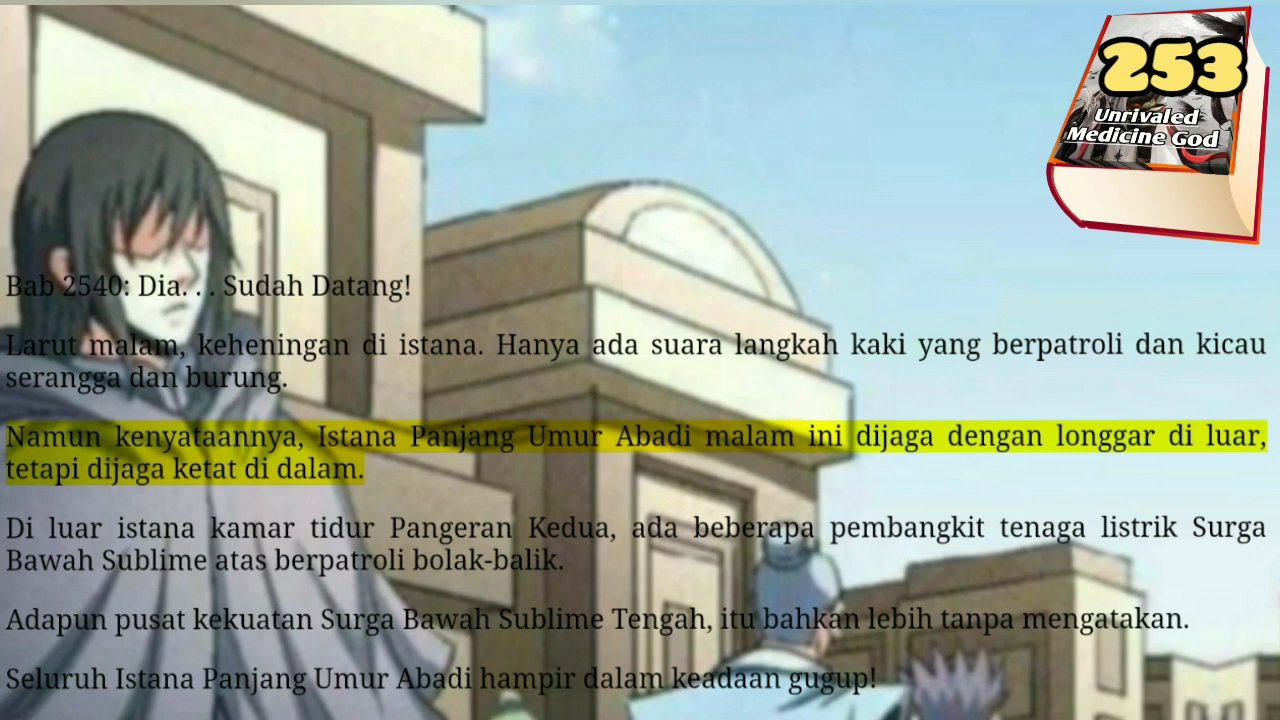 253
Unrivaled
Medicine God
Bab 2540: Dia. . . Sudah Datang!
Larut malam, keheningan di istana. Hanya ada suara langkah kaki yang berpatroli dan kicau
serangga dan burung.
Namun kenyataannya, Istana Panjang Umur Abadi malam ini dijaga dengan longgar di luar,
tetapi dijaga ketat di dalam.
Di luar istana kamar tidur Pangeran Kedua, ada beberapa pembangkit tenaga listrik Surga
Bawah Sublime atas berpatroli bolak-balik.
Adapun pusat kekuatan Surga Bawah Sublime Tengah, itu bahkan lebih tanpa mengatakan.
Seluruh Istana Panjang Umur Abadi hampir dalam keadaan gugup!